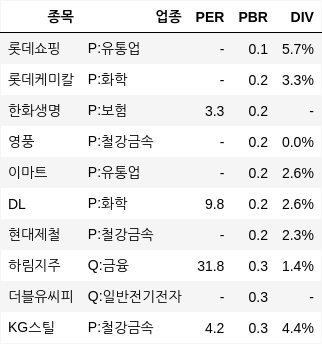 종목 업종 PER PBR DIV
롯데쇼핑 P:유통업 - 0.1 5.7%
롯데케미칼 P:화학 - 0.2 3.3%
한화생명 P:보험 3.3 0.2 -
영풍 P:철강금속 - 0.2 0.0%
이마트 P:유통업 - 0.2 2.6%
DL P:화학 9.8 0.2 2.6%
현대제철 P:철강금속 - 0.2 2.3%
하림지주 Q:금융 31.8 0.3 1.4%
더블유씨피 Q:일반전기전자 - 0.3 -
KG스틸 P:철강금속 4.2 0.3 4.4%